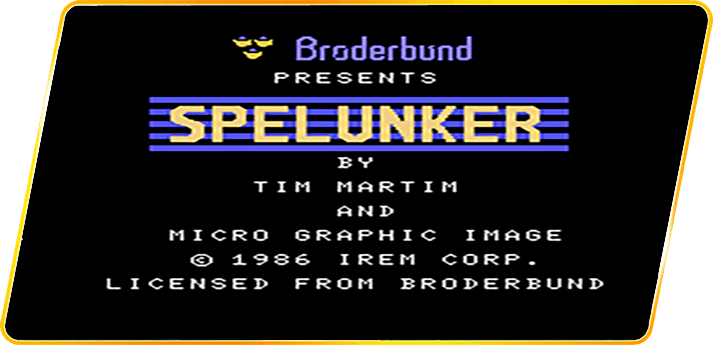 Broderbund
PRESENTS
SPELUNKER
BY
TIM MARTIM
AND
MICRO GRAPHIC IMAGE
© 1986 IREM CORP.
LICENSED FROM BRODERBUND